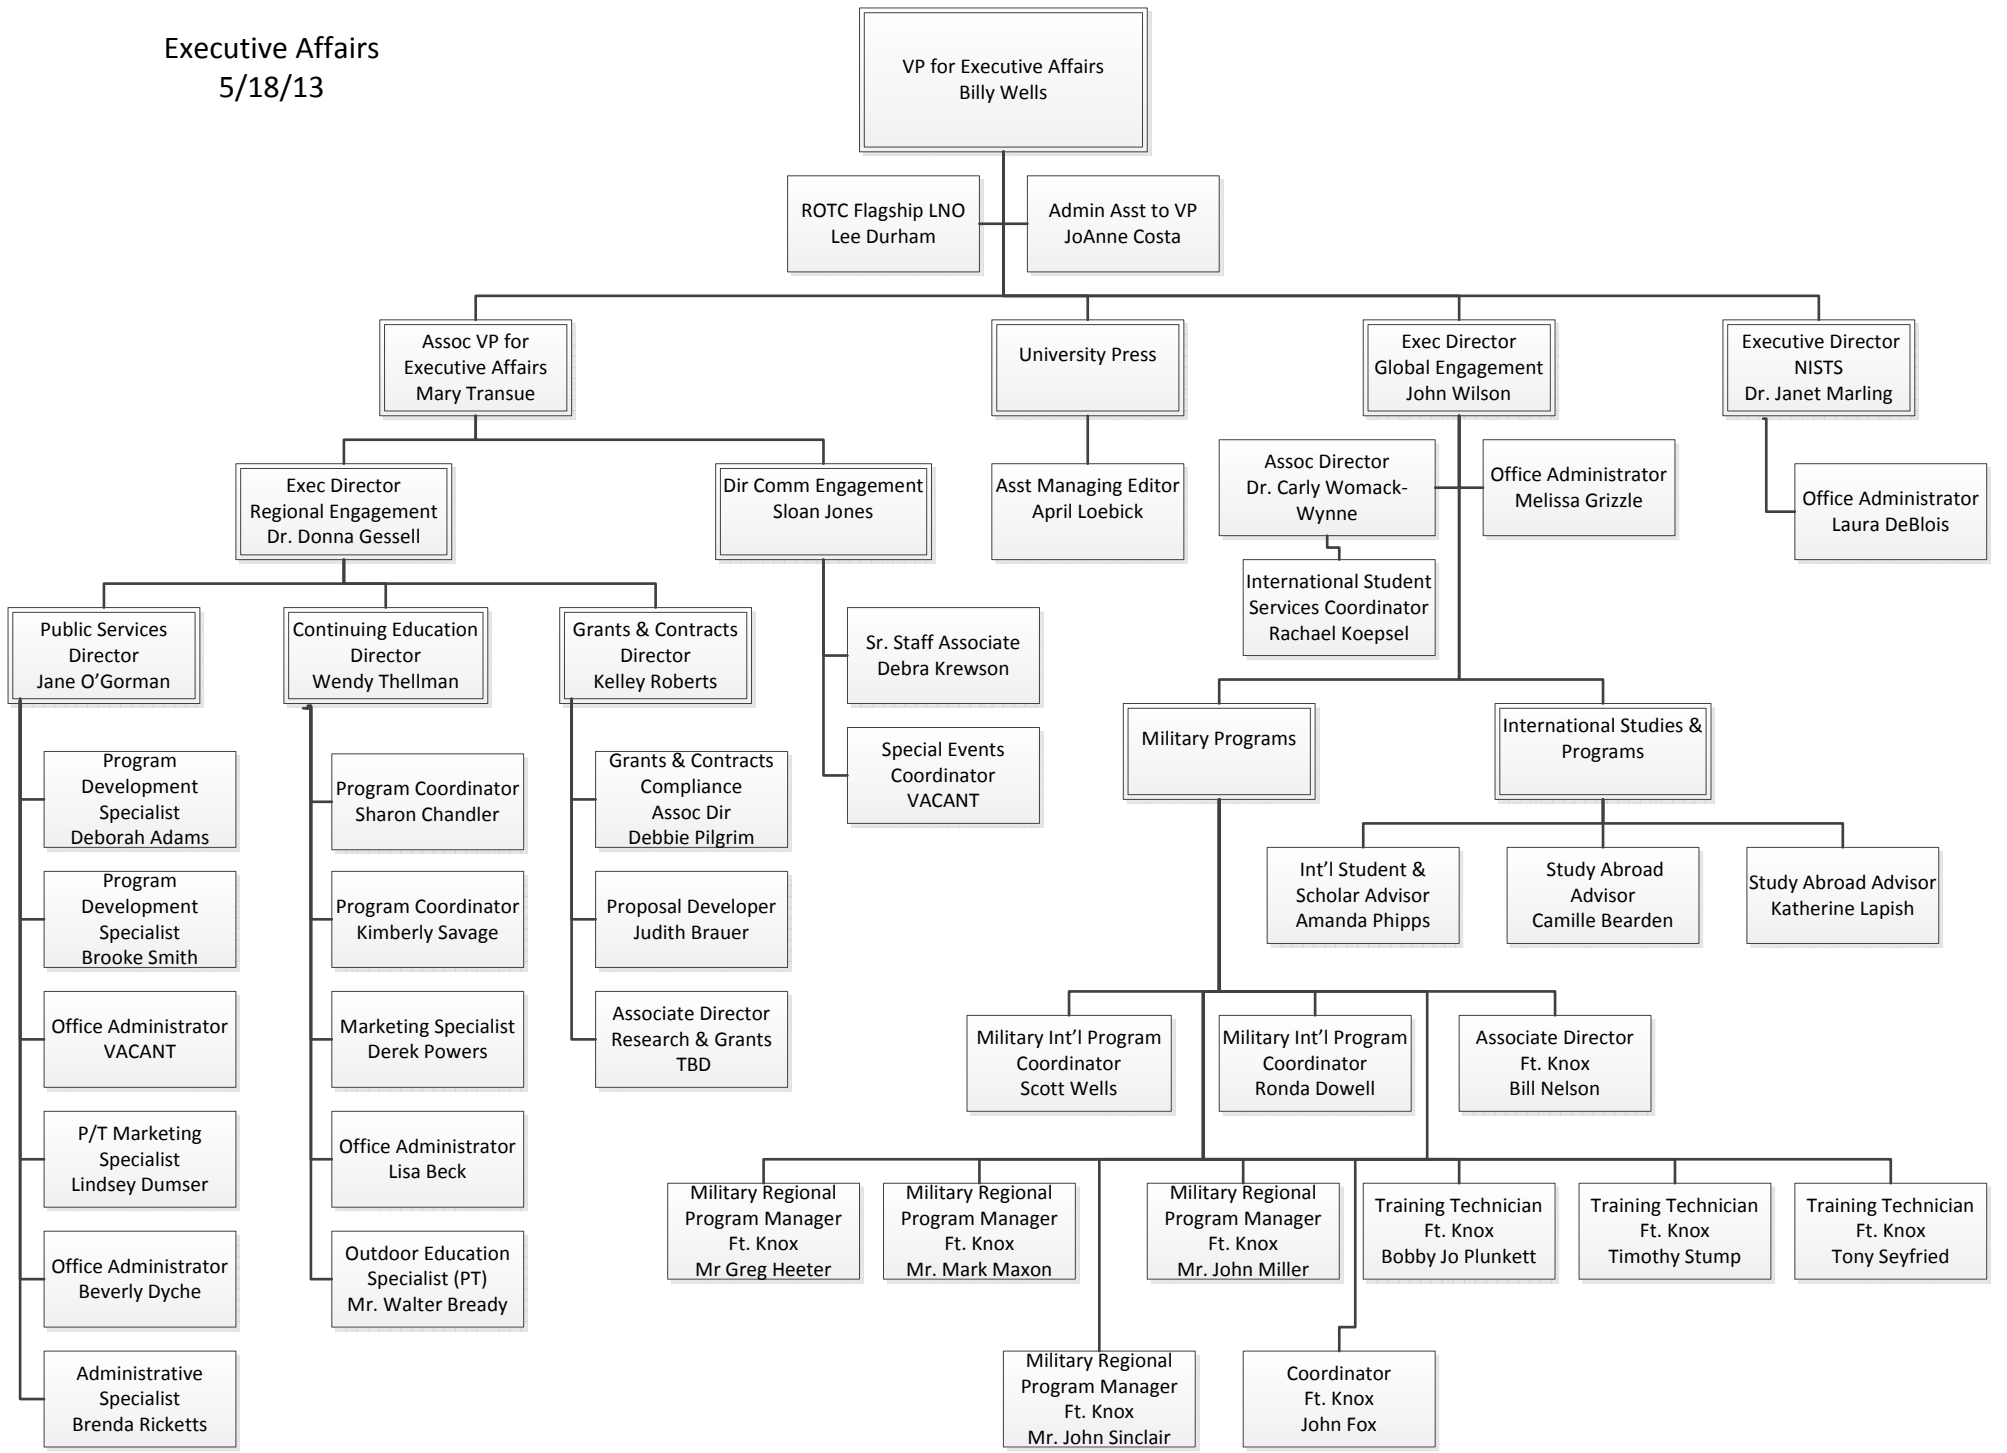 Executive Affairs
5/18/13
VP for Executive Affairs
Billy Wells
ROTC Flagship LNO
Lee Durham
Admin Asst to VP
JoAnne Costa
Assoc VP for
Executive Affairs
Mary Transue
University Press
Exec Director
Global Engagement
John Wilson
Executive Director
NISTS
Dr. Janet Marling
Exec Director
Regional Engagement
Dr. Donna Gessell
Dir Comm Engagement
Sloan Jones
Asst Managing Editor
April Loebick
Assoc Director
Dr. Carly Womack-
Wynne
Office Administrator
Melissa Grizzle
Office Administrator
Laura DeBlois
International Student
Services Coordinator
Rachael Koepsel
Public Services
Director
Jane O’Gorman
Continuing Education
Director
Wendy Thellman
Grants & Contracts
Director
Kelley Roberts
Sr. Staff Associate
Debra Krewson
Special Events
Coordinator
VACANT
Military Programs
International Studies &
Programs
Program
Development
Specialist
Deborah Adams
Program
Development
Specialist
Brooke Smith
Office Administrator
VACANT
P/T Marketing
Specialist
Lindsey Dumser
Office Administrator
Beverly Dyche
Administrative
Specialist
Brenda Ricketts
Program Coordinator
Sharon Chandler
Program Coordinator
Kimberly Savage
Marketing Specialist
Derek Powers
Office Administrator
Lisa Beck
Outdoor Education
Specialist (PT)
Mr. Walter Bready
Grants & Contracts
Compliance
Assoc Dir
Debbie Pilgrim
Proposal Developer
Judith Brauer
Associate Director
Research & Grants
TBD
Int’l Student &
Scholar Advisor
Amanda Phipps
Study Abroad
Advisor
Camille Bearden
Study Abroad Advisor
Katherine Lapish
Military Int’l Program
Coordinator
Scott Wells
Military Int’l Program
Coordinator
Ronda Dowell
Associate Director
Ft. Knox
Bill Nelson
Military Regional
Program Manager
Ft. Knox
Mr Greg Heeter
Military Regional
Program Manager
Ft. Knox
Mr. Mark Maxon
Military Regional
Program Manager
Ft. Knox
Mr. John Miller
Training Technician
Ft. Knox
Bobby Jo Plunkett
Training Technician
Ft. Knox
Timothy Stump
Training Technician
Ft. Knox
Tony Seyfried
Military Regional
Program Manager
Ft. Knox
Mr. John Sinclair
Coordinator
Ft. Knox
John Fox